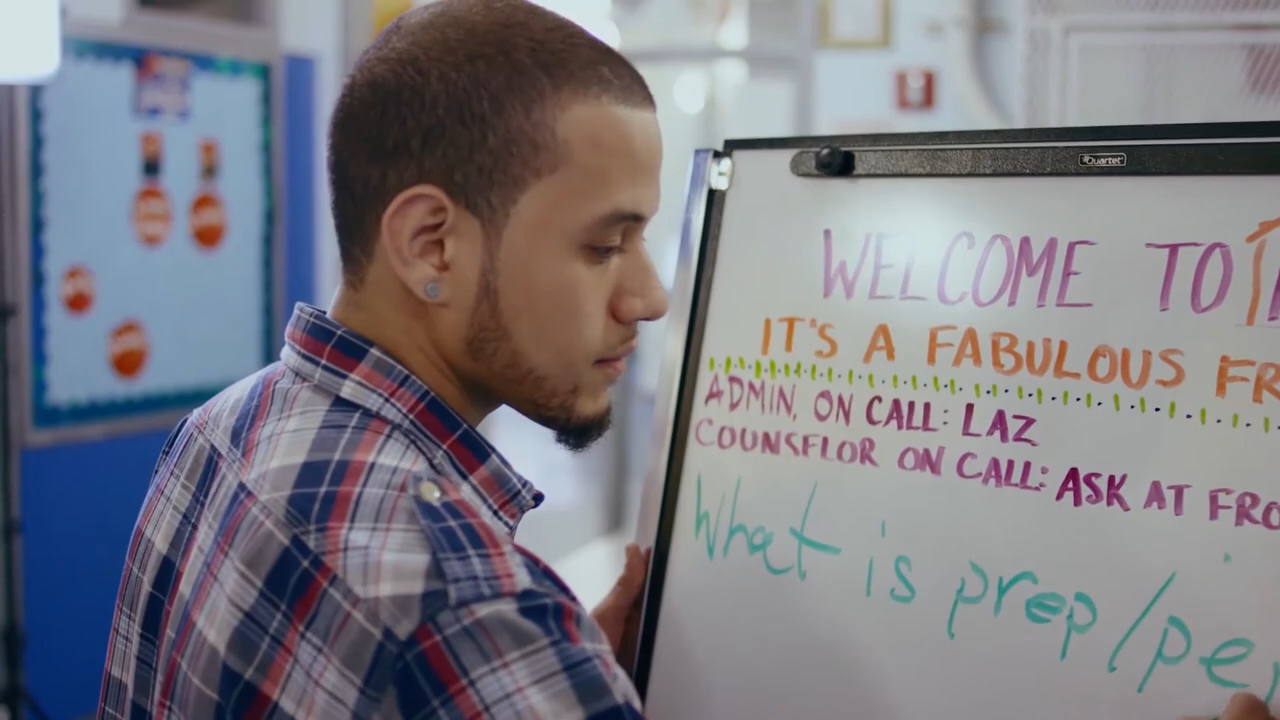 Quartet
WELCOME TO
IT'S A FABULOUS FR
ADMIN. ON CALL: LAZ
COUNSELOR ON CALL: ASK AT FRO
What is prep/pe